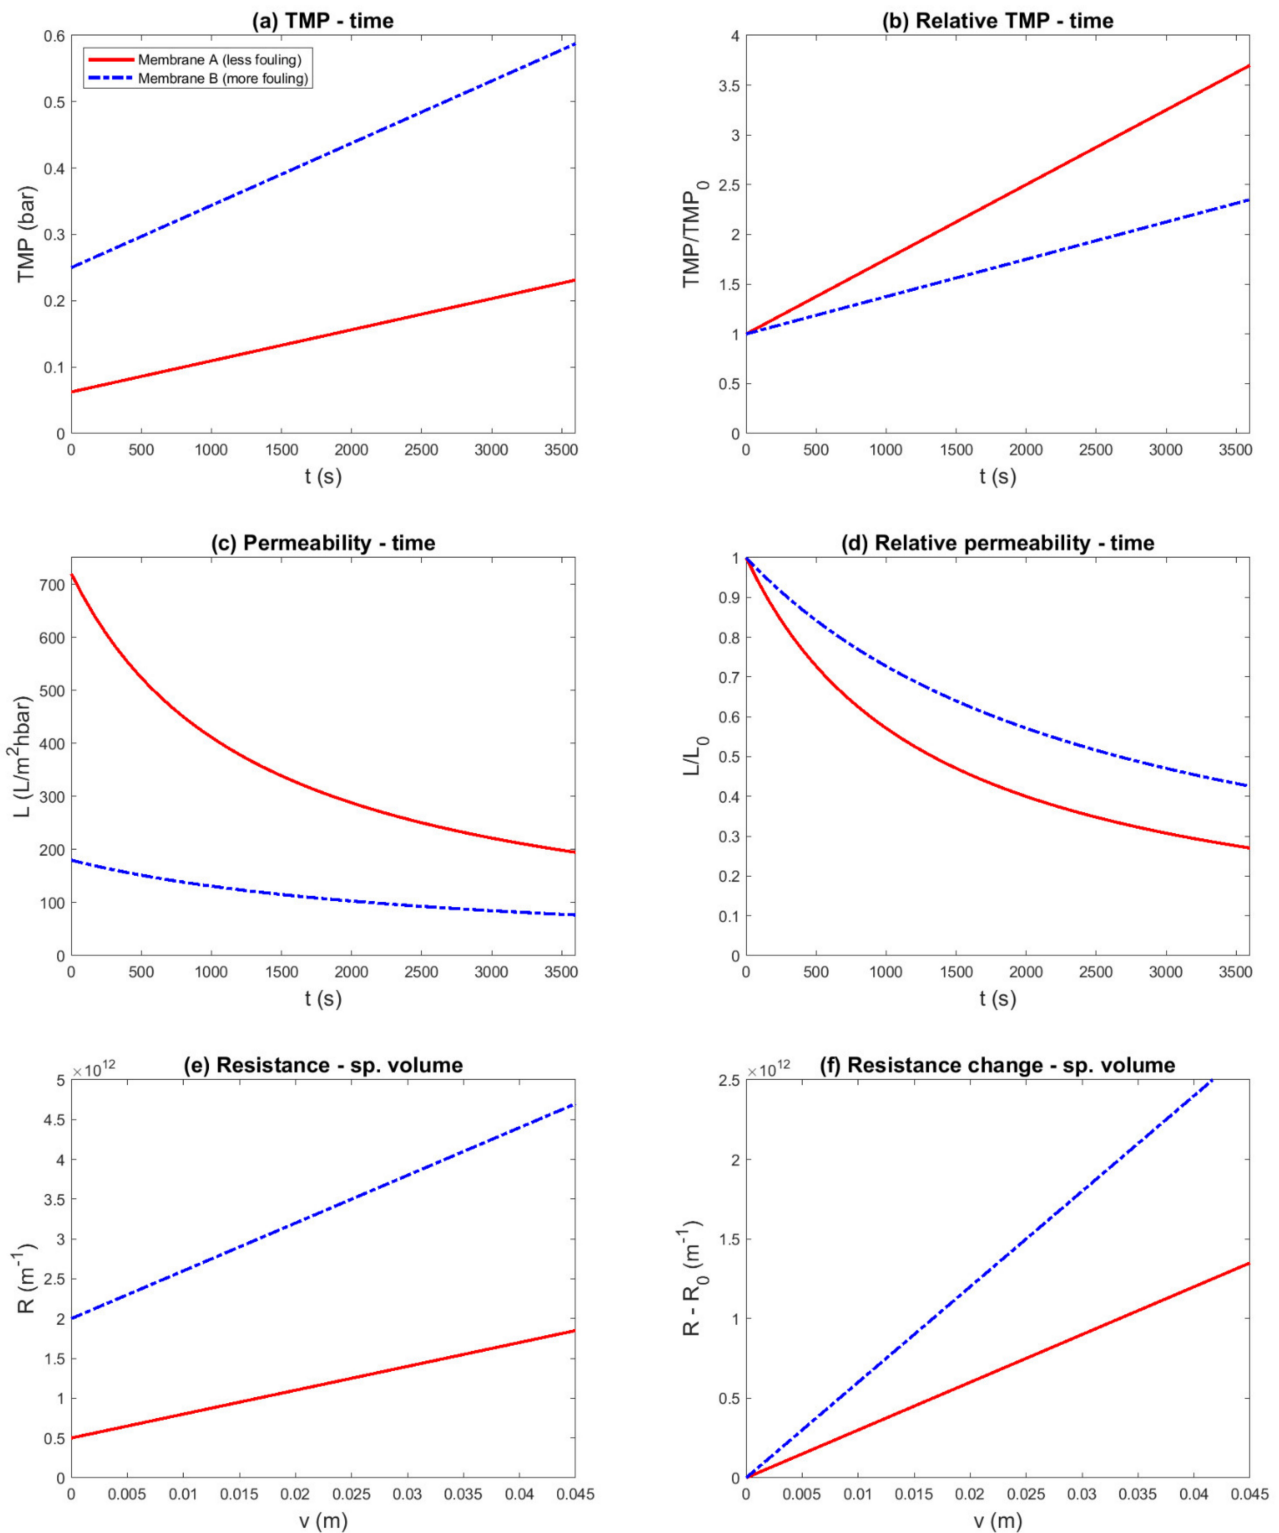 (a) TMP - time
0.6
0.5
0.4
0.3
0.2
0.1
0
TMP (bar)
Membrane A (less fouling)
Membrane B (more fouling)
0 500 1000 1500 2000 2500 3000 3500
t (s)
(b) Relative TMP - time
4
3.5
3
2.5
2
1.5
1
0.5
0
TMP/TMP₀
0 500 1000 1500 2000 2500 3000 3500
t (s)
(c) Permeability - time
700
600
500
400
300
200
100
0
L (L/m²hbar)
0 500 1000 1500 2000 2500 3000 3500
t (s)
(d) Relative permeability - time
1
0.9
0.8
0.7
0.6
0.5
0.4
0.3
0.2
0.1
0
L/L₀
0 500 1000 1500 2000 2500 3000 3500
t (s)
(e) Resistance - sp. volume
×10¹²
5
4.5
4
3.5
3
2.5
2
1.5
1
0.5
0
R (m⁻¹)
0 0.005 0.01 0.015 0.02 0.025 0.03 0.035 0.04 0.045
v (m)
(f) Resistance change - sp. volume
×10¹²
2.5
2
1.5
1
0.5
0
R - R₀ (m⁻¹)
0 0.005 0.01 0.015 0.02 0.025 0.03 0.035 0.04 0.045
v (m)